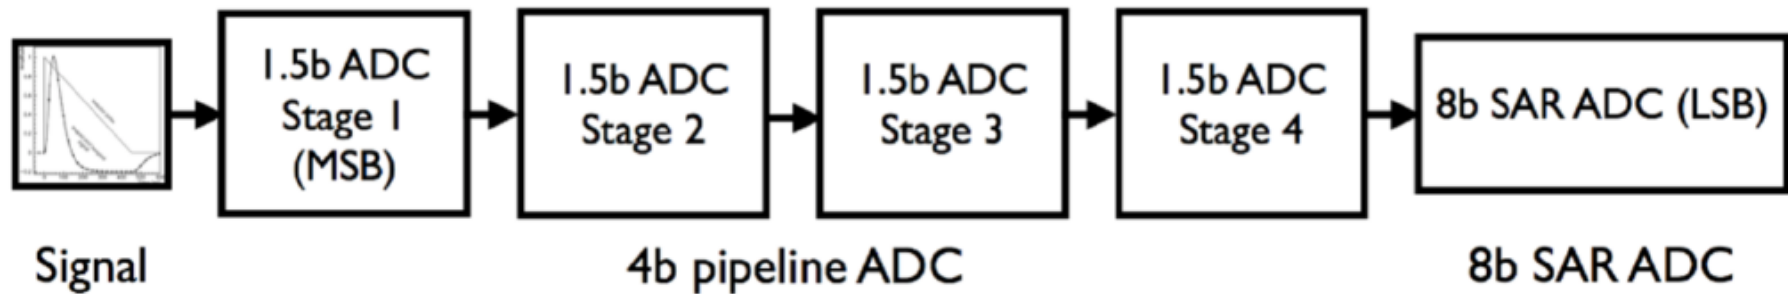 1.5b ADC
Stage 1
(MSB)
1.5b ADC
Stage 2
1.5b ADC
Stage 3
1.5b ADC
Stage 4
8b SAR ADC (LSB)
Signal
4b pipeline ADC
8b SAR ADC